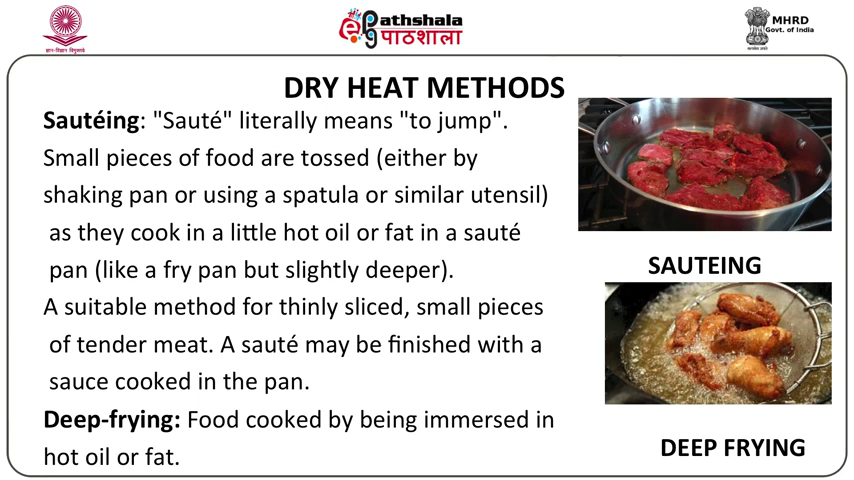 ज्ञान-विज्ञान विमुक्तये
ePathshala
पाठशाला
MHRD
Govt. of India
DRY HEAT METHODS
Sautéing: "Sauté" literally means "to jump".
Small pieces of food are tossed (either by
shaking pan or using a spatula or similar utensil)
as they cook in a little hot oil or fat in a sauté
pan (like a fry pan but slightly deeper).
A suitable method for thinly sliced, small pieces
of tender meat. A sauté may be finished with a
sauce cooked in the pan.
Deep-frying: Food cooked by being immersed in
hot oil or fat.
SAUTEING
DEEP FRYING